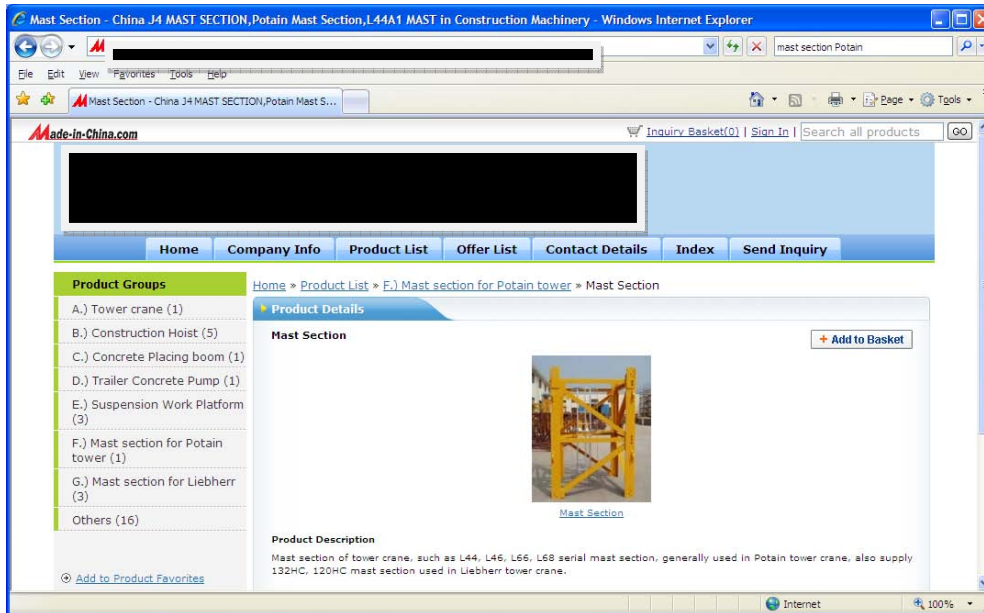 Mast Section - China J4 MAST SECTION,Potain Mast Section,L44A1 MAST in Construction Machinery - Windows Internet Explorer
mast section Potain
File Edit View Favorites Tools Help
Mast Section - China J4 MAST SECTION,Potain Mast S...
Page Tools
Made-in-China.com
Inquiry Basket(0) | Sign In | Search all products GO
Home Company Info Product List Offer List Contact Details Index Send Inquiry
Product Groups
A.) Tower crane (1)
B.) Construction Hoist (5)
C.) Concrete Placing boom (1)
D.) Trailer Concrete Pump (1)
E.) Suspension Work Platform
(3)
F.) Mast section for Potain
tower (1)
G.) Mast section for Liebherr
(3)
Others (16)
Add to Product Favorites
Home » Product List » F.) Mast section for Potain tower » Mast Section
Product Details
Mast Section
+ Add to Basket
Mast Section
Product Description
Mast section of tower crane, such as L44, L46, L66, L68 serial mast section, generally used in Potain tower crane, also supply
132HC, 120HC mast section used in Liebherr tower crane.
Internet 100%